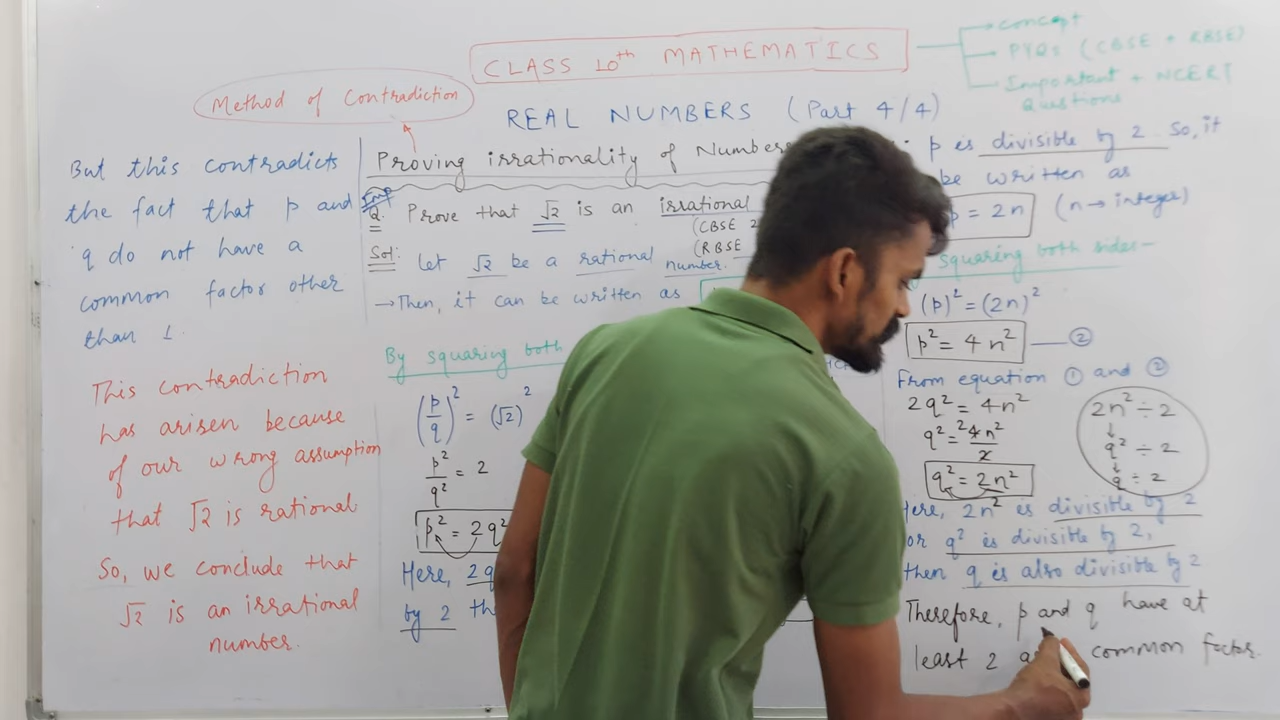 CLASS 10th MATHEMATICS
concept
PYQs (CBSE + RBSE)
Important + NCERT
Questions
Method of Contradiction
REAL NUMBERS (Part 4/4)
But this contradicts
the fact that p and
q do not have a
common factor other
than 1
This contradiction
has arisen because
of our wrong assumption
that √2 is rational
So, we conclude that
√2 is an irrational
number.
Proving irrationality of Numbers
Imp
Q. Prove that √2 is an irrational
(CBSE 2
(RBSE
Sol: let √2 be a rational number.
→Then, it can be written as
By squaring both
(p/q)² = (√2)²
p²/q² = 2
p² = 2q²
Here, 2q
by 2
p is divisible by 2. So, it
be written as
p = 2n (n→integer)
squaring both sides-
(p)² = (2n)²
p² = 4n² — ②
From equation ① and ②
2q² = 4n²
q² = ²4n²/2
q² = 2n²
2n² ÷ 2
↓
q² ÷ 2
↓
q ÷ 2
Here, 2n² is divisible by 2
or q² is divisible by 2,
then q is also divisible by 2
Therefore, p and q have at
least 2 common factor.